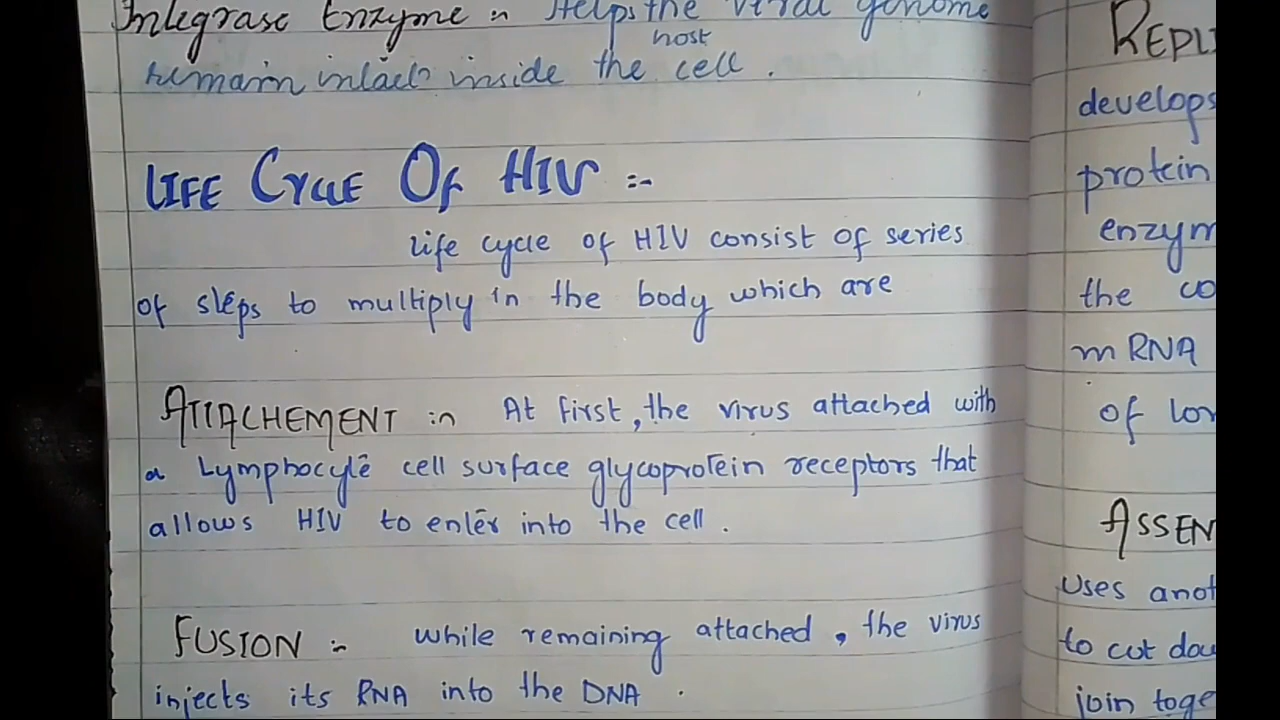 Integrase Enzyme :- Helps the viral genome
host
remain intact inside the cell .
LIFE CYCLE OF HIV :-
life cycle of HIV consist of series
of steps to multiply in the body which are
ATTACHEMENT :- At first, the virus attached with
a Lymphocyte cell surface glycoprotein receptors that
allows HIV to enter into the cell .
FUSION :- while remaining attached , the virus
injects its RNA into the DNA .
REPLI
develops
protein
enzym
the co
mRNA
of lon
ASSEM
Uses anot
to cut dow
join toge